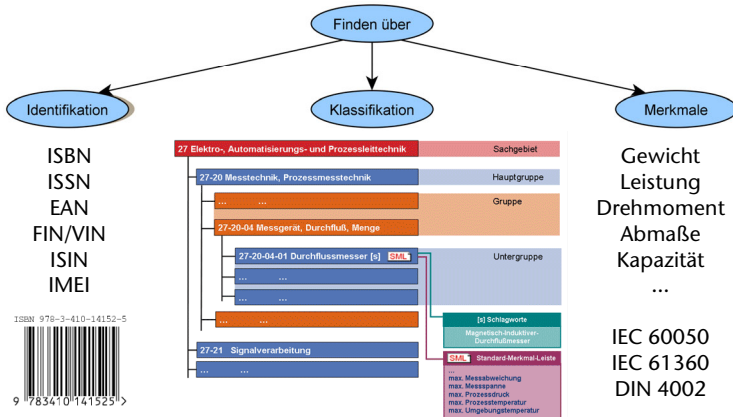 Finden über
Identifikation
Klassifikation
Merkmale
ISBN
ISSN
EAN
FIN/VIN
ISIN
IMEI
ISBN 978-3-410-14152-5
9 783410 141525 >
27 Elektro-, Automatisierungs- und Prozessleittechnik
Sachgebiet
27-20 Messtechnik, Prozessmesstechnik
Hauptgruppe
... ...
Gruppe
27-20-04 Messgerät, Durchfluß, Menge
27-20-04-01 Durchflussmesser [s] SML
Untergruppe
... ...
... ...
... ...
[s] Schlagworte
Magnetisch-Induktiver-
Durchflußmesser
27-21 Signalverarbeitung
... ...
SML Standard-Merkmal-Leiste
...
max. Messabweichung
max. Messspanne
max. Prozessdruck
max. Prozesstemperatur
max. Umgebungstemperatur
Gewicht
Leistung
Drehmoment
Abmaße
Kapazität
...
IEC 60050
IEC 61360
DIN 4002